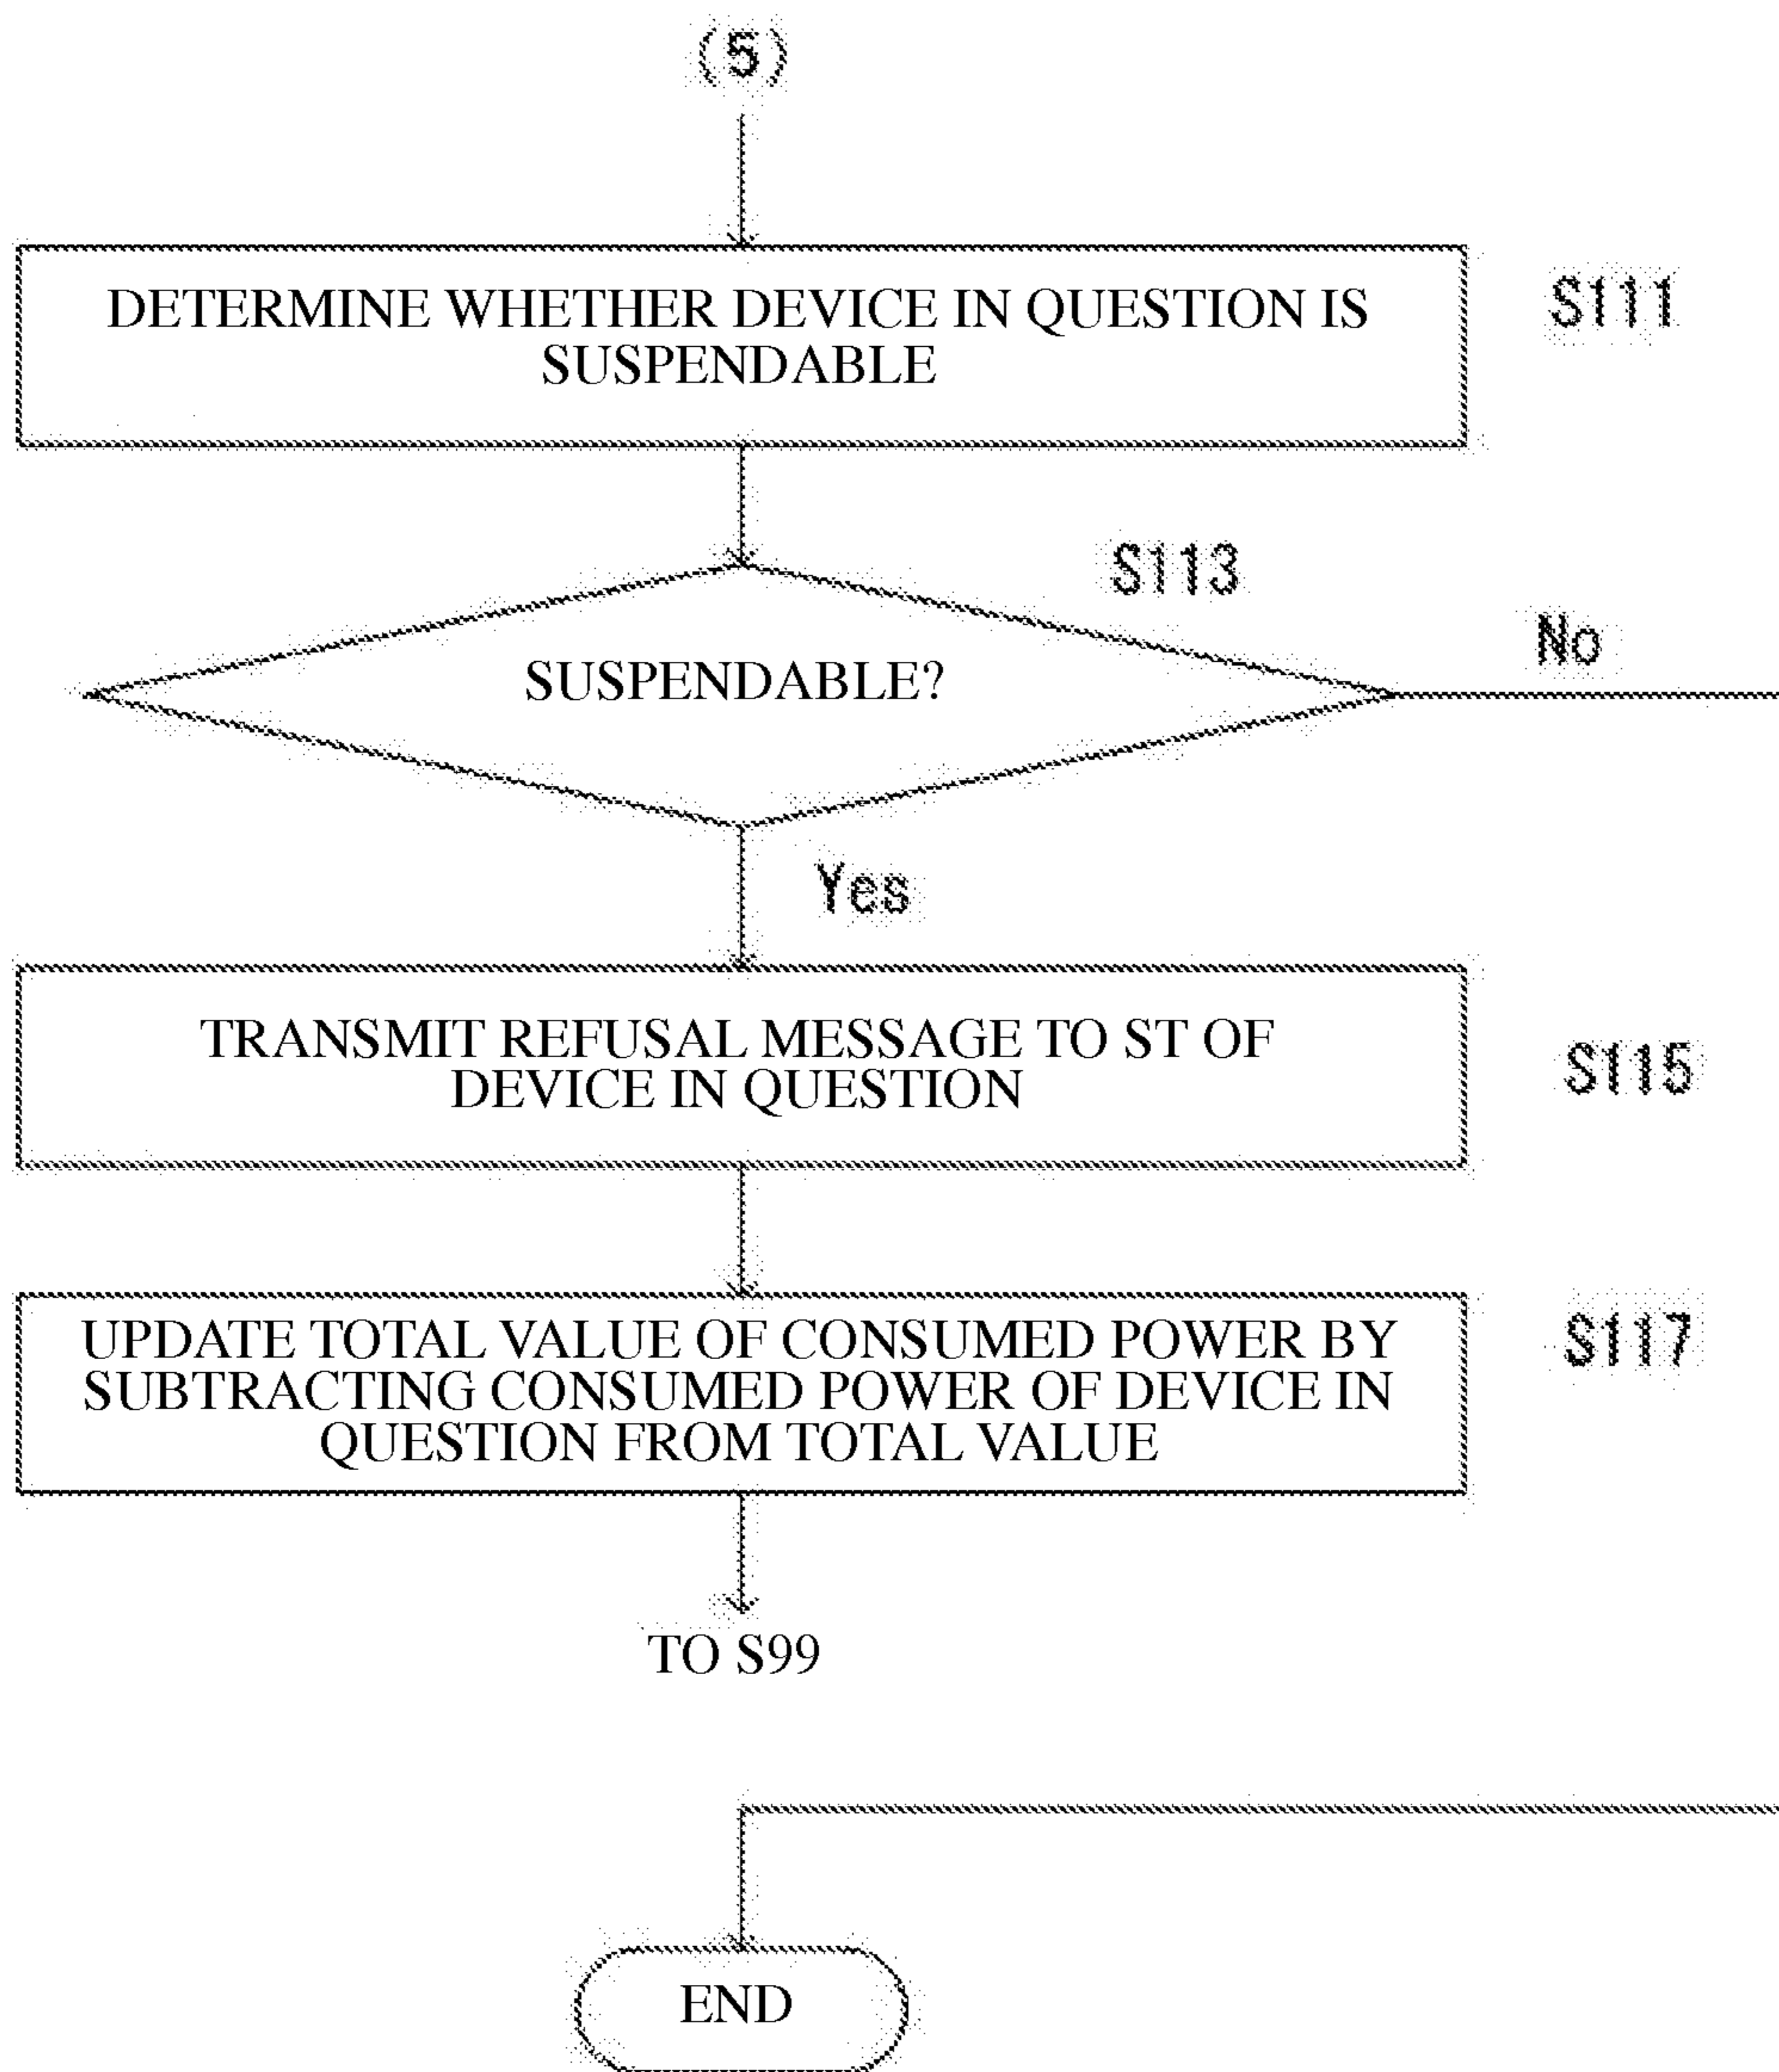 (5)
DETERMINE WHETHER DEVICE IN QUESTION IS
SUSPENDABLE
S111
S113
SUSPENDABLE?
No
Yes
TRANSMIT REFUSAL MESSAGE TO ST OF
DEVICE IN QUESTION
S115
UPDATE TOTAL VALUE OF CONSUMED POWER BY
SUBTRACTING CONSUMED POWER OF DEVICE IN
QUESTION FROM TOTAL VALUE
S117
TO S99
END